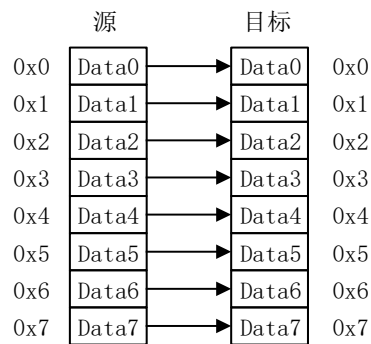 源 目标
0x0 Data0 Data0 0x0
0x1 Data1 Data1 0x1
0x2 Data2 Data2 0x2
0x3 Data3 Data3 0x3
0x4 Data4 Data4 0x4
0x5 Data5 Data5 0x5
0x6 Data6 Data6 0x6
0x7 Data7 Data7 0x7